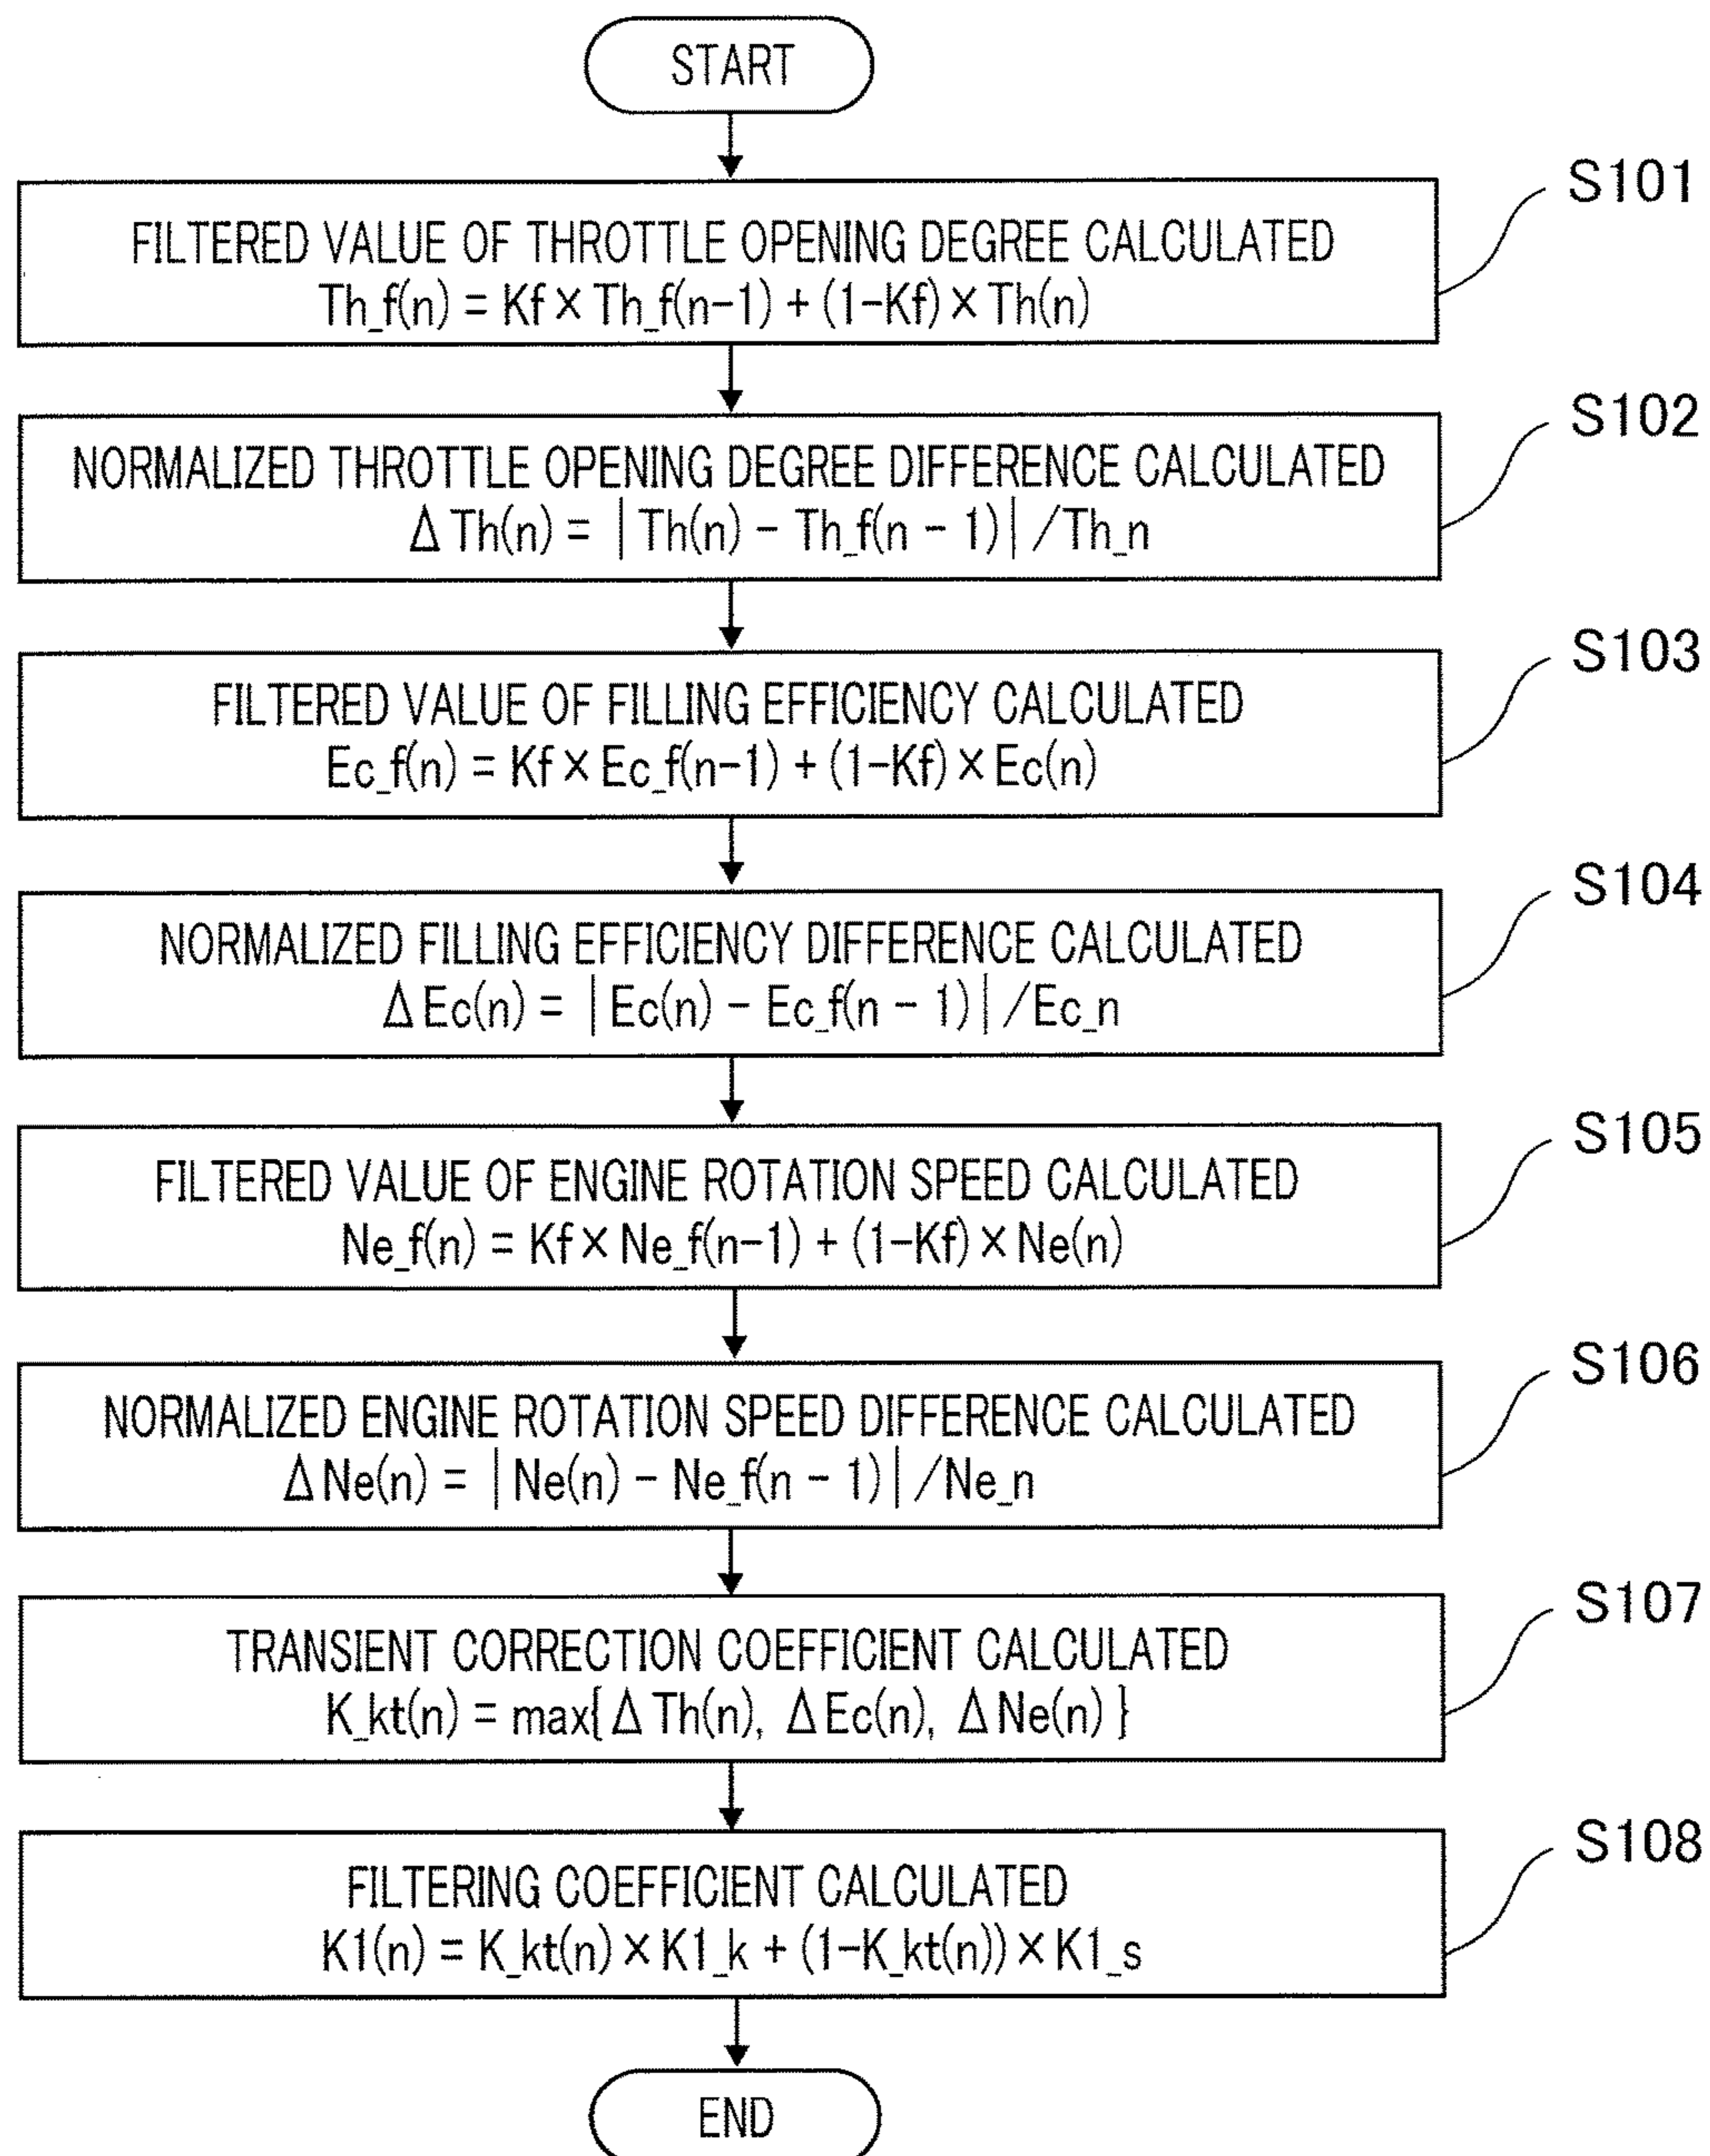 START
S101
FILTERED VALUE OF THROTTLE OPENING DEGREE CALCULATED
Th_f(n) = Kf × Th_f(n-1) + (1-Kf) × Th(n)
S102
NORMALIZED THROTTLE OPENING DEGREE DIFFERENCE CALCULATED
ΔTh(n) = |Th(n) - Th_f(n - 1)| /Th_n
S103
FILTERED VALUE OF FILLING EFFICIENCY CALCULATED
Ec_f(n) = Kf × Ec_f(n-1) + (1-Kf) × Ec(n)
S104
NORMALIZED FILLING EFFICIENCY DIFFERENCE CALCULATED
ΔEc(n) = |Ec(n) - Ec_f(n - 1)| /Ec_n
S105
FILTERED VALUE OF ENGINE ROTATION SPEED CALCULATED
Ne_f(n) = Kf × Ne_f(n-1) + (1-Kf) × Ne(n)
S106
NORMALIZED ENGINE ROTATION SPEED DIFFERENCE CALCULATED
ΔNe(n) = |Ne(n) - Ne_f(n - 1)| /Ne_n
S107
TRANSIENT CORRECTION COEFFICIENT CALCULATED
K_kt(n) = max{ΔTh(n), ΔEc(n), ΔNe(n) }
S108
FILTERING COEFFICIENT CALCULATED
K1(n) = K_kt(n) × K1_k + (1-K_kt(n)) × K1_s
END